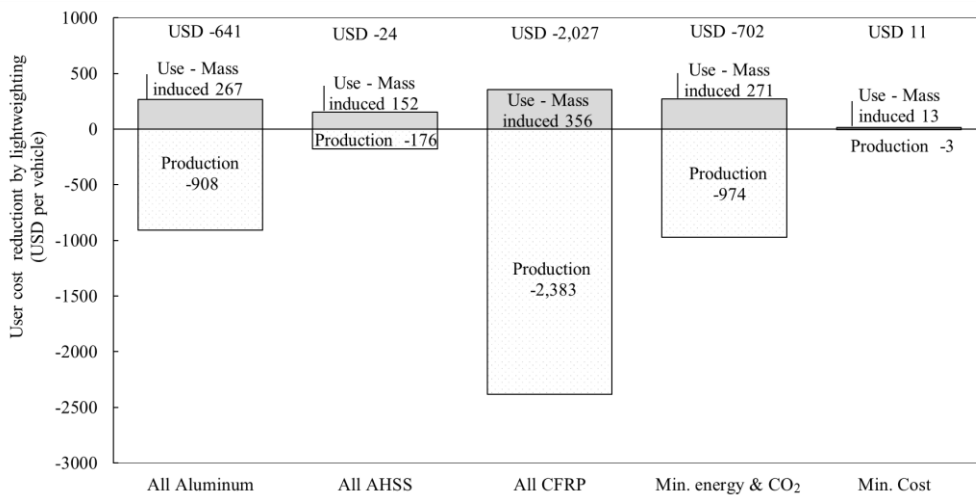 User cost reductiont by lightweighting
(USD per vehicle)
1000
500
0
-500
-1000
-1500
-2000
-2500
-3000
USD -641
USD -24
USD -2,027
USD -702
USD 11
Use - Mass
induced 267
Production
-908
Use - Mass
induced 152
Production -176
Use - Mass
induced 356
Production
-2,383
Use - Mass
induced 271
Production
-974
Use - Mass
induced 13
Production -3
All Aluminum
All AHSS
All CFRP
Min. energy & CO₂
Min. Cost